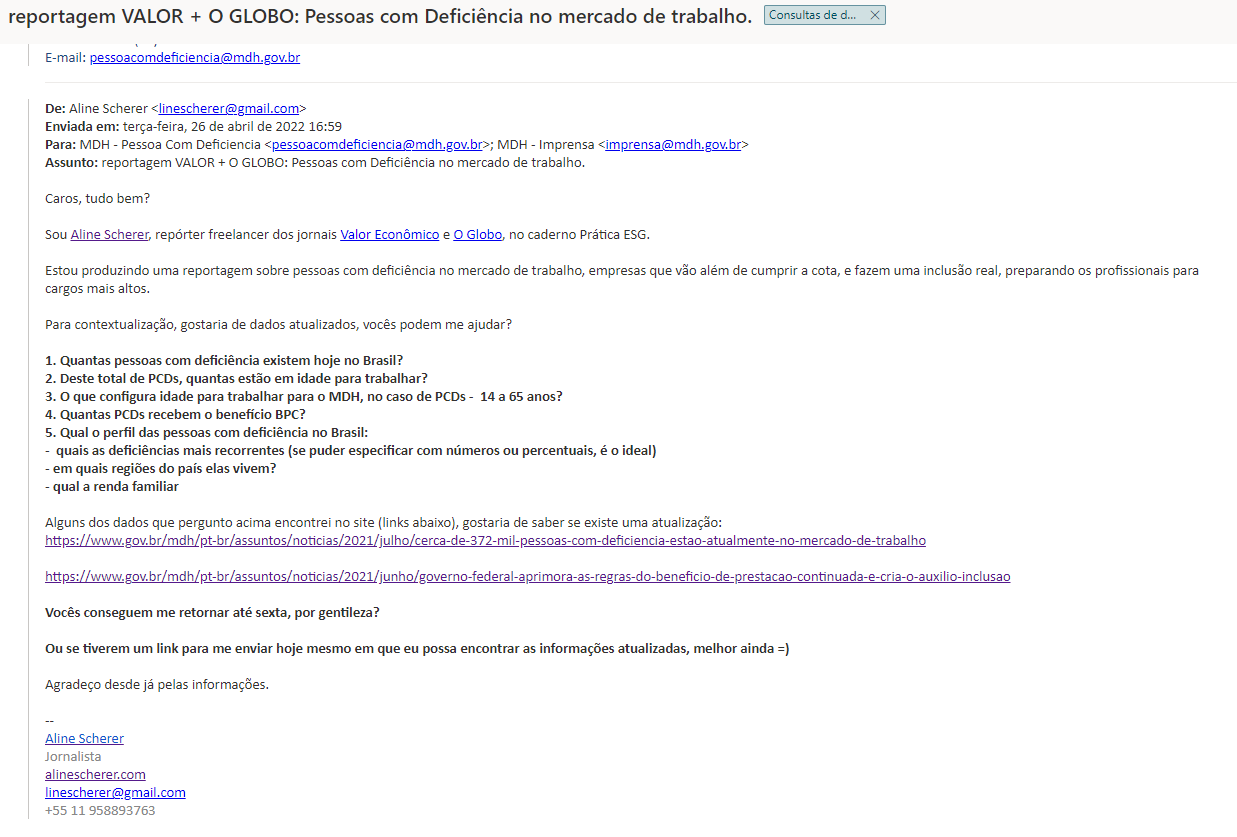 reportagem VALOR + O GLOBO: Pessoas com Deficiência no mercado de trabalho.
Consultas de d...
E-mail: pessoacomdeficiencia@mdh.gov.br
De: Aline Scherer <linescherer@gmail.com>
Enviada em: terça-feira, 26 de abril de 2022 16:59
Para: MDH - Pessoa Com Deficiencia <pessoacomdeficiencia@mdh.gov.br>; MDH - Imprensa <imprensa@mdh.gov.br>
Assunto: reportagem VALOR + O GLOBO: Pessoas com Deficiência no mercado de trabalho.
Caros, tudo bem?
Sou Aline Scherer, repórter freelancer dos jornais Valor Econômico e O Globo, no caderno Prática ESG.
Estou produzindo uma reportagem sobre pessoas com deficiência no mercado de trabalho, empresas que vão além de cumprir a cota, e fazem uma inclusão real, preparando os profissionais para
cargos mais altos.
Para contextualização, gostaria de dados atualizados, vocês podem me ajudar?
1. Quantas pessoas com deficiência existem hoje no Brasil?
2. Deste total de PCDs, quantas estão em idade para trabalhar?
3. O que configura idade para trabalhar para o MDH, no caso de PCDs - 14 a 65 anos?
4. Quantas PCDs recebem o benefício BPC?
5. Qual o perfil das pessoas com deficiência no Brasil:
- quais as deficiências mais recorrentes (se puder especificar com números ou percentuais, é o ideal)
- em quais regiões do país elas vivem?
- qual a renda familiar
Alguns dos dados que pergunto acima encontrei no site (links abaixo), gostaria de saber se existe uma atualização:
https://www.gov.br/mdh/pt-br/assuntos/noticias/2021/julho/cerca-de-372-mil-pessoas-com-deficiencia-estao-atualmente-no-mercado-de-trabalho
https://www.gov.br/mdh/pt-br/assuntos/noticias/2021/junho/governo-federal-aprimora-as-regras-do-beneficio-de-prestacao-continuada-e-cria-o-auxilio-inclusao
Vocês conseguem me retornar até sexta, por gentileza?
Ou se tiverem um link para me enviar hoje mesmo em que eu possa encontrar as informações atualizadas, melhor ainda =)
Agradeço desde já pelas informações.
--
Aline Scherer
Jornalista
alinescherer.com
linescherer@gmail.com
+55 11 958893763